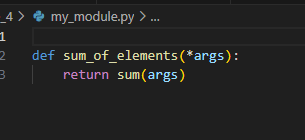 _4 > my_module.py > ...
1
2 def sum_of_elements(*args):
3 return sum(args)